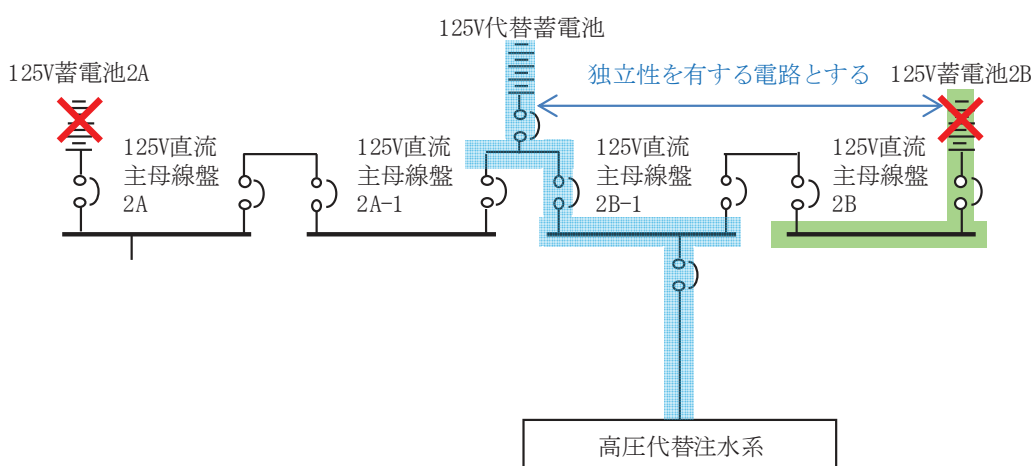 125V代替蓄電池
125V蓄電池2A
独立性を有する電路とする
125V蓄電池2B
125V直流
主母線盤
2A
125V直流
主母線盤
2A-1
125V直流
主母線盤
2B-1
125V直流
主母線盤
2B
高圧代替注水系